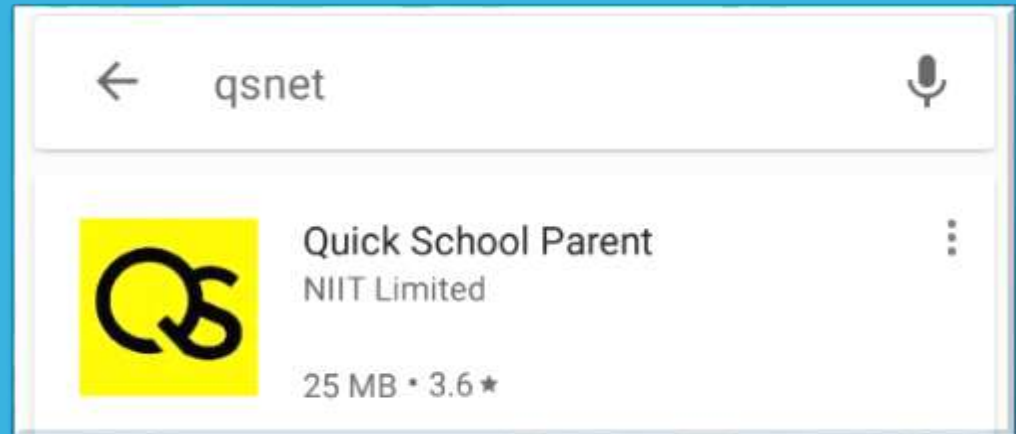 qsnet
QS
Quick School Parent
NIIT Limited
25 MB • 3.6 ★